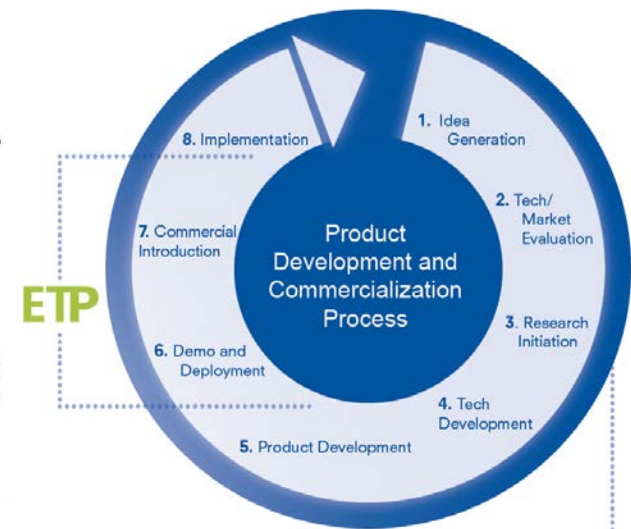 Product
Development and
Commercialization
Process
1. Idea
Generation
2. Tech/
Market
Evaluation
3. Research
Initiation
4. Tech
Development
5. Product Development
6. Demo and
Deployment
7. Commercial
Introduction
8. Implementation
ETP